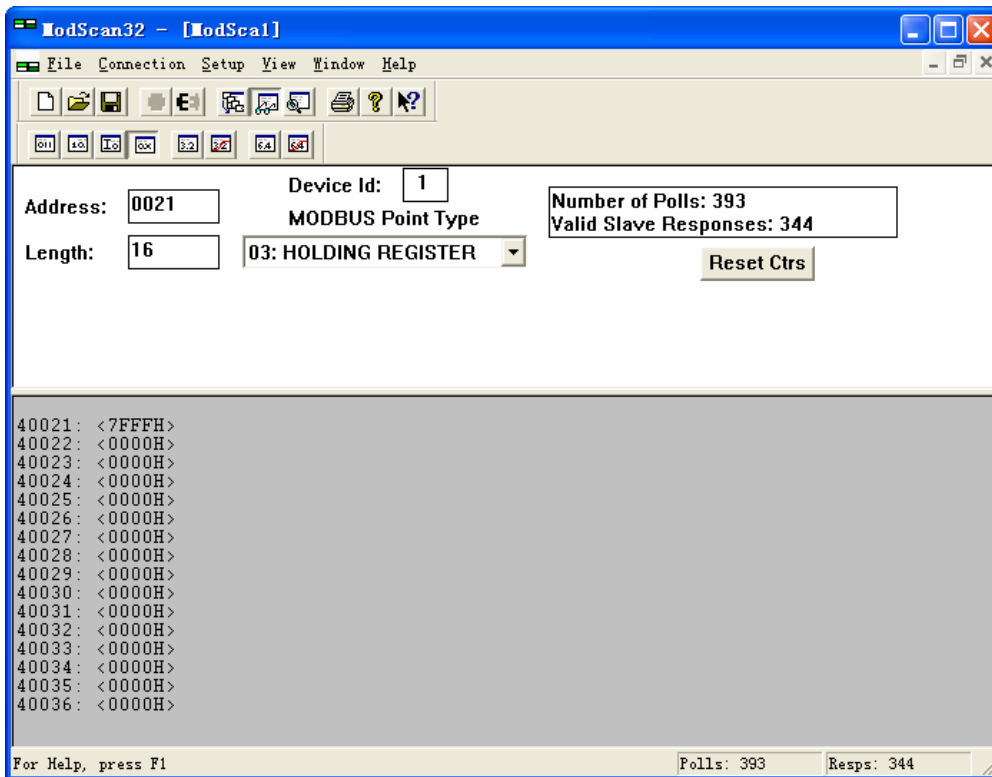 ModScan32 - [ModSca1]
File Connection Setup View Window Help
Address: 0021
Device Id: 1
MODBUS Point Type
Length: 16
03: HOLDING REGISTER
Number of Polls: 393
Valid Slave Responses: 344
Reset Ctrs
40021: <7FFFH>
40022: <0000H>
40023: <0000H>
40024: <0000H>
40025: <0000H>
40026: <0000H>
40027: <0000H>
40028: <0000H>
40029: <0000H>
40030: <0000H>
40031: <0000H>
40032: <0000H>
40033: <0000H>
40034: <0000H>
40035: <0000H>
40036: <0000H>
For Help, press F1
Polls: 393
Resps: 344